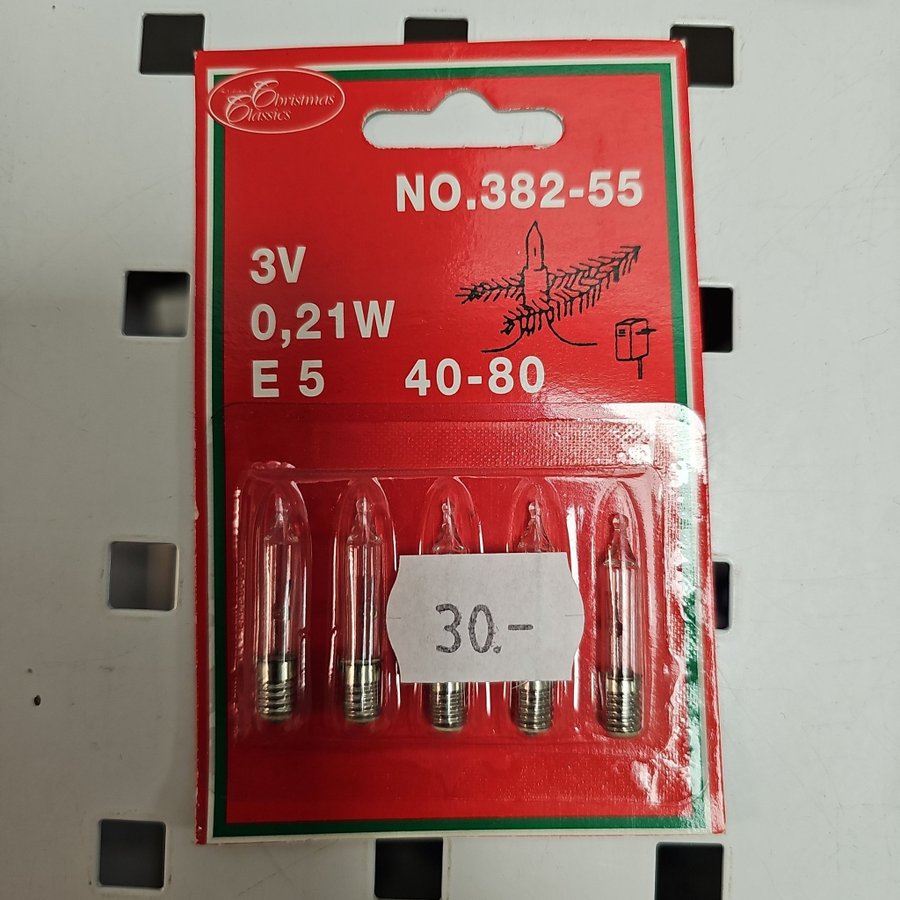 Christmas
Classics
NO.382-55
3V
0,21W
E 5 40-80
30.-